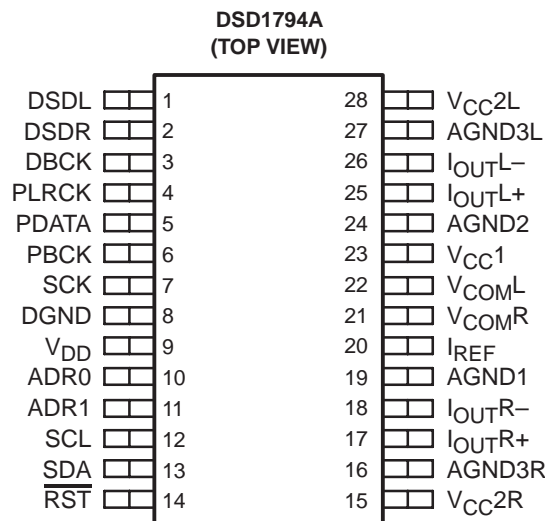 DSD1794A
(TOP VIEW)
DSDL 1 28 VCC2L
DSDR 2 27 AGND3L
DBCK 3 26 IOUTL–
PLRCK 4 25 IOUTL+
PDATA 5 24 AGND2
PBCK 6 23 VCC1
SCK 7 22 VCOML
DGND 8 21 VCOMR
VDD 9 20 IREF
ADR0 10 19 AGND1
ADR1 11 18 IOUTR–
SCL 12 17 IOUTR+
SDA 13 16 AGND3R
R̅S̅T̅ 14 15 VCC2R